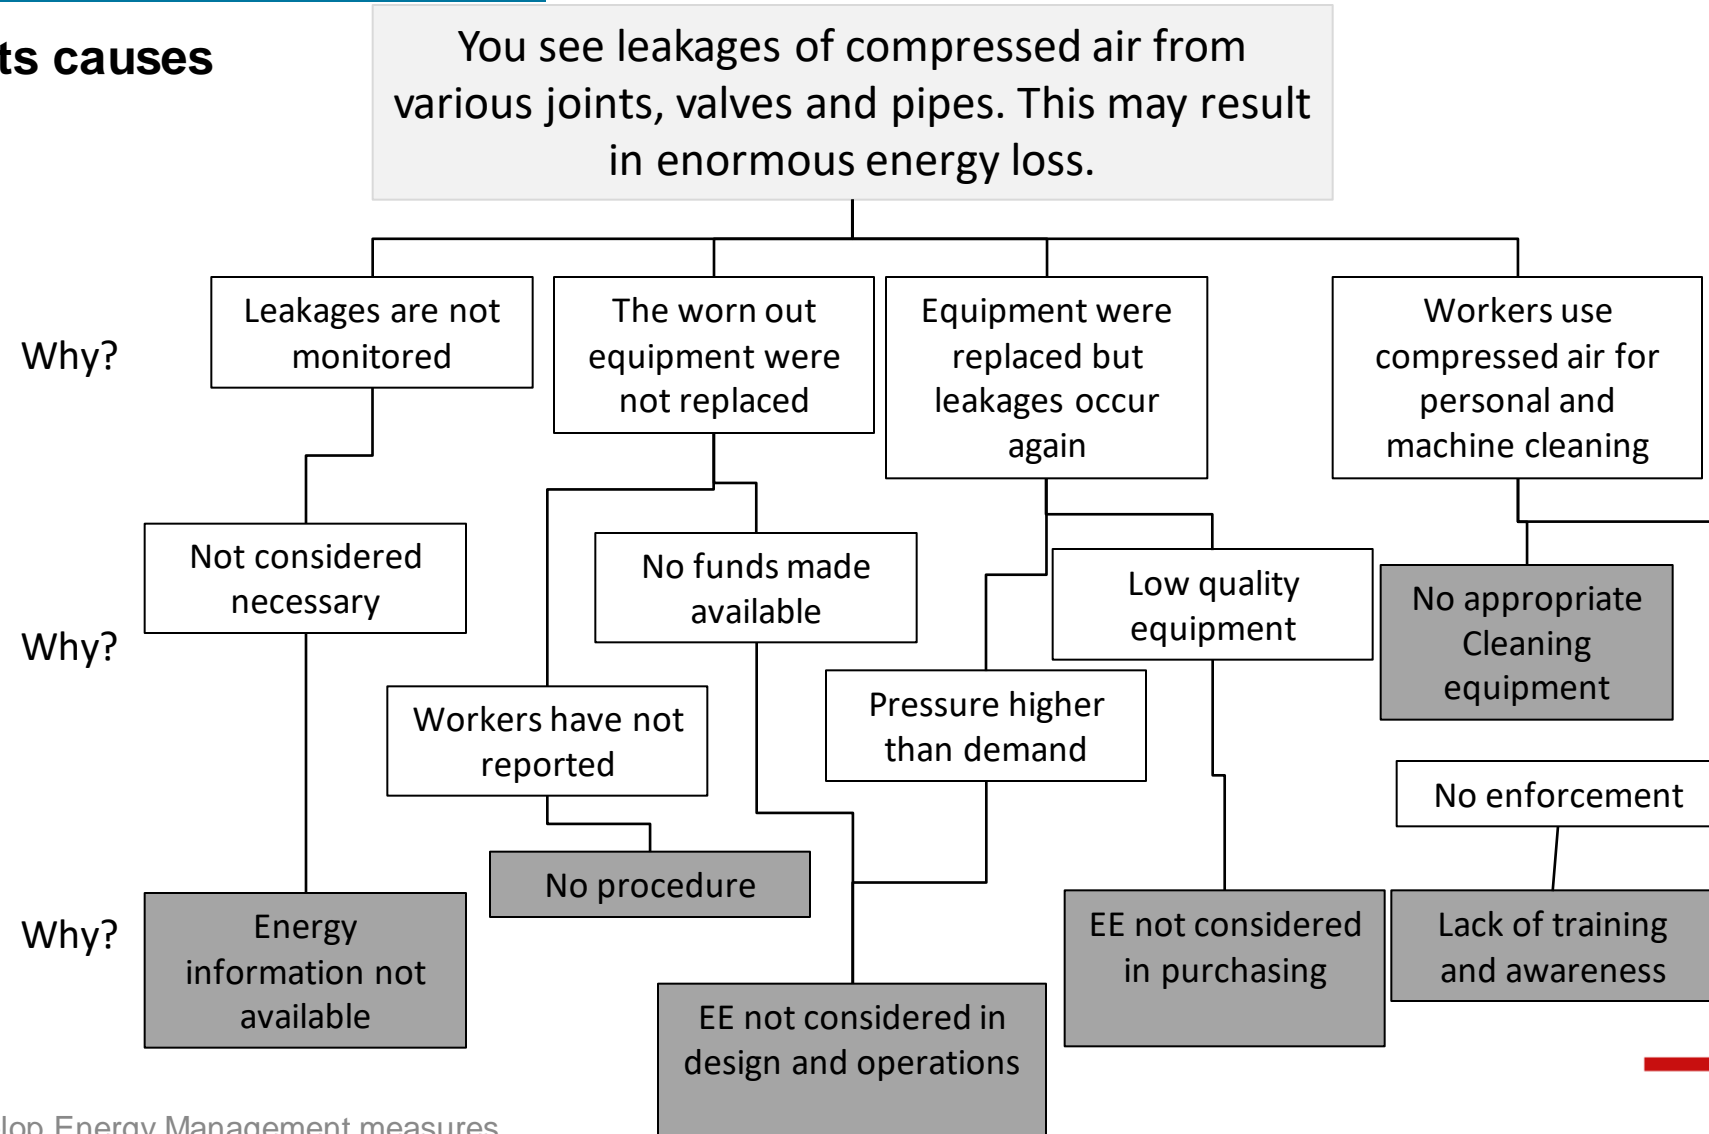 ts causes
You see leakages of compressed air from
various joints, valves and pipes. This may result
in enormous energy loss.
Why?
Leakages are not
monitored
The worn out
equipment were
not replaced
Equipment were
replaced but
leakages occur
again
Workers use
compressed air for
personal and
machine cleaning
Why?
Not considered
necessary
No funds made
available
Low quality
equipment
No appropriate
Cleaning
equipment
Workers have not
reported
Pressure higher
than demand
No enforcement
Why?
Energy
information not
available
No procedure
EE not considered in
design and operations
EE not considered
in purchasing
Lack of training
and awareness
lop Energy Management measures